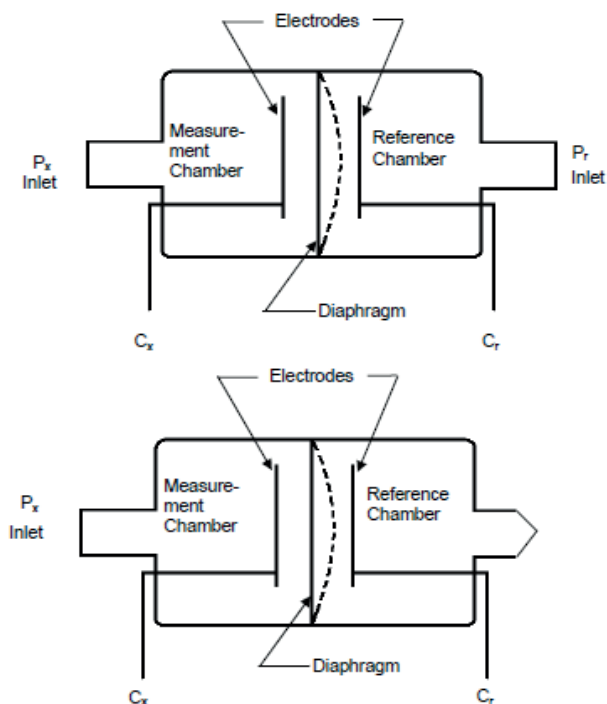 Electrodes
Measure-
ment
Chamber
Reference
Chamber
Px
Inlet
Pr
Inlet
Diaphragm
Cx
Cr
Electrodes
Measure-
ment
Chamber
Reference
Chamber
Px
Inlet
Diaphragm
Cx
Cr